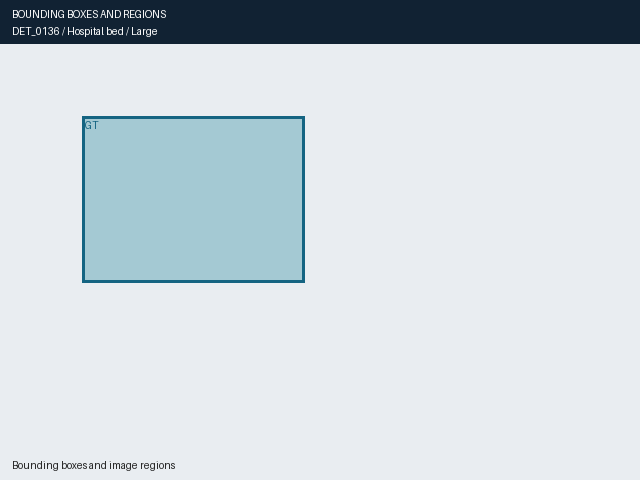 BOUNDING BOXES AND REGIONS
DET_0136 / Hospital bed / Large
GT
Bounding boxes and image regions